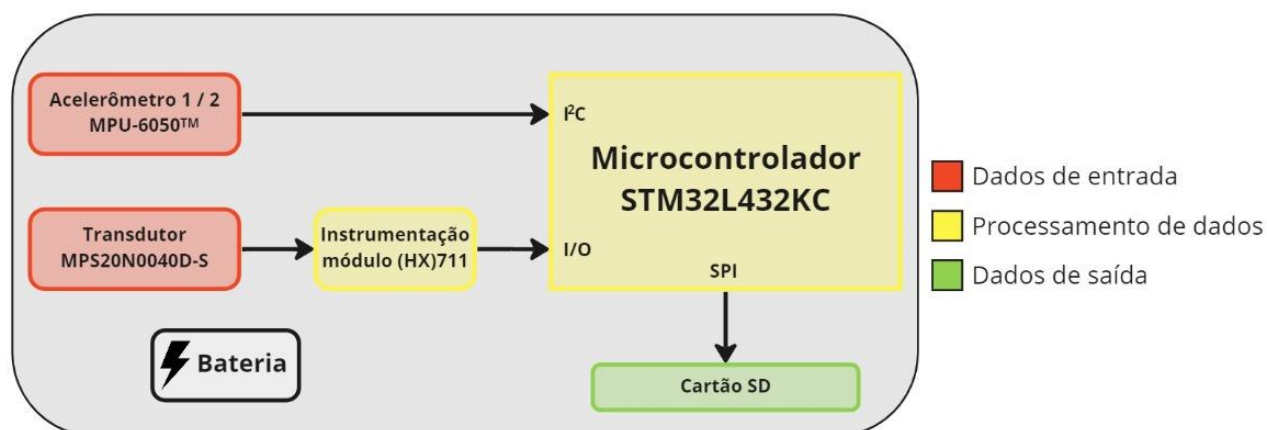 Acelerômetro 1 / 2
MPU-6050™
I²C
Microcontrolador
STM32L432KC
Transdutor
MPS20N0040D-S
Instrumentação
módulo (HX)711
I/O
SPI
Bateria
Cartão SD
Dados de entrada
Processamento de dados
Dados de saída